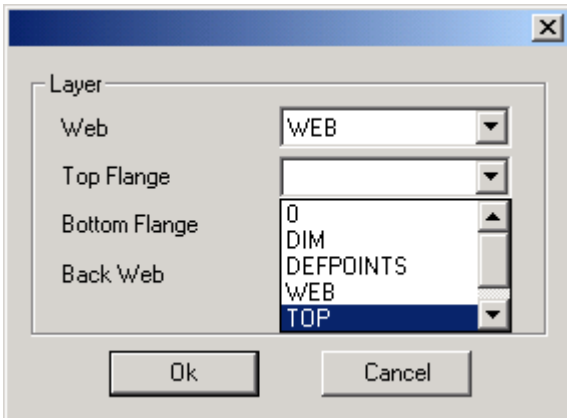 Layer
Web WEB
Top Flange
0
Bottom Flange
DIM
DEFPOINTS
Back Web
WEB
TOP
Ok Cancel